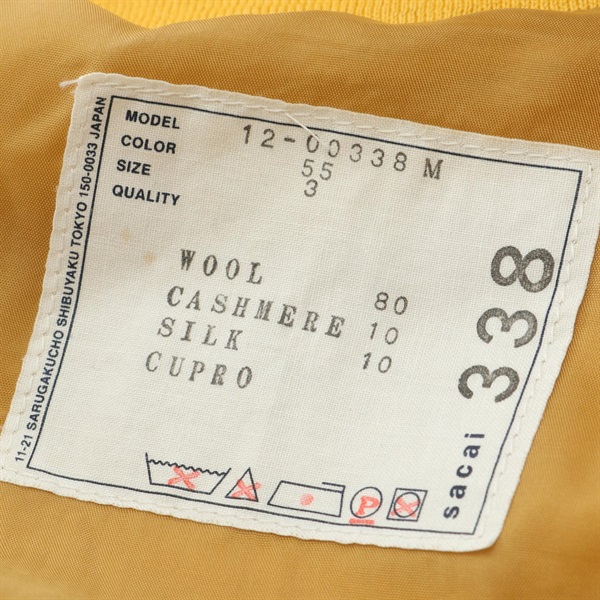 MODEL 12-00338 M
COLOR 55
SIZE 3
QUALITY
WOOL 80
CASHMERE 10
SILK 10
CUPRO
P
sacai 338
11-21 SARUGAKUCHO SHIBUYAKU TOKYO 150-0033 JAPAN